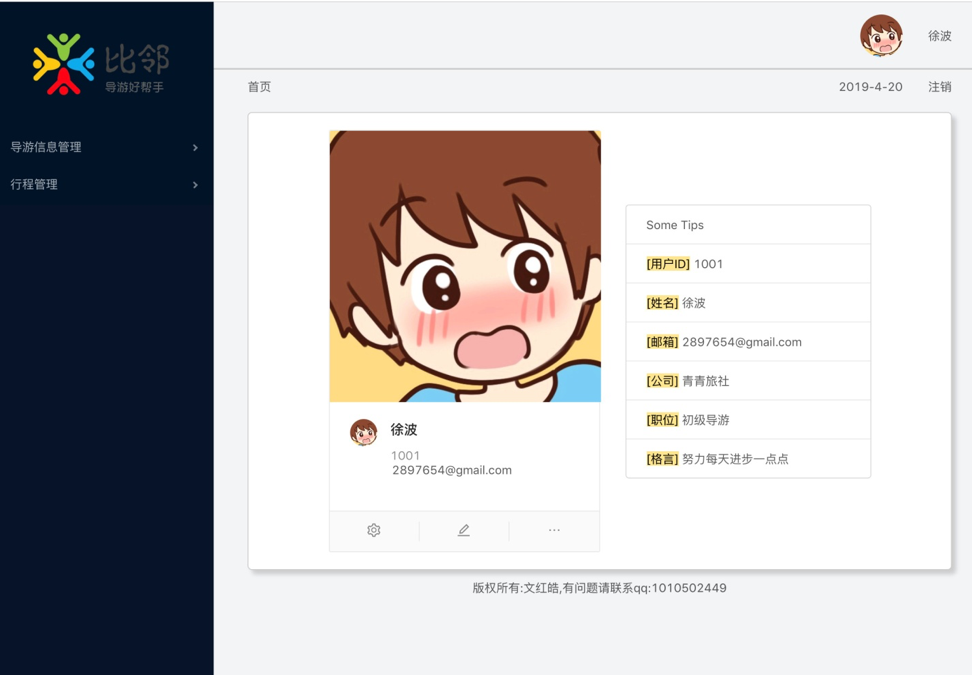 比邻
导游好帮手
导游信息管理
行程管理
徐波
首页
2019-4-20
注销
徐波
1001
2897654@gmail.com
Some Tips
[用户ID] 1001
[姓名] 徐波
[邮箱] 2897654@gmail.com
[公司] 青青旅社
[职位] 初级导游
[格言] 努力每天进步一点点
版权所有:文红皓,有问题请联系qq:1010502449